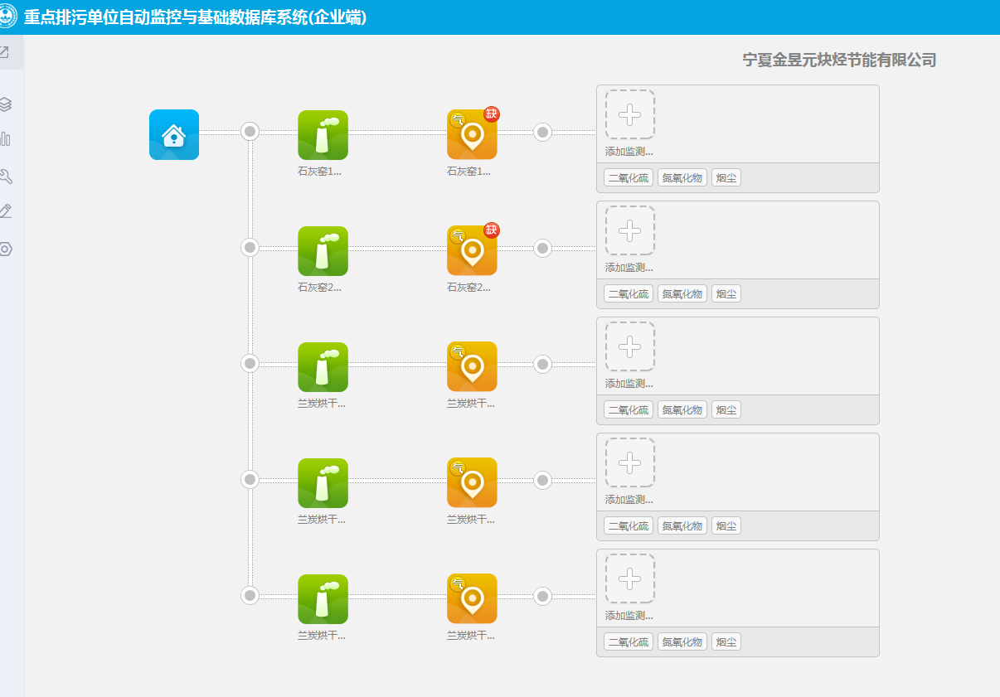 重点排污单位自动监控与基础数据库系统(企业端)
宁夏金昱元炔烃节能有限公司
气 缺
添加监测...
石灰窑1... 石灰窑1...
二氧化硫 氮氧化物 烟尘
气 缺
添加监测...
石灰窑2... 石灰窑2...
二氧化硫 氮氧化物 烟尘
气
添加监测...
兰炭烘干... 兰炭烘干...
二氧化硫 氮氧化物 烟尘
气
添加监测...
兰炭烘干... 兰炭烘干...
二氧化硫 氮氧化物 烟尘
气
添加监测...
兰炭烘干... 兰炭烘干...
二氧化硫 氮氧化物 烟尘